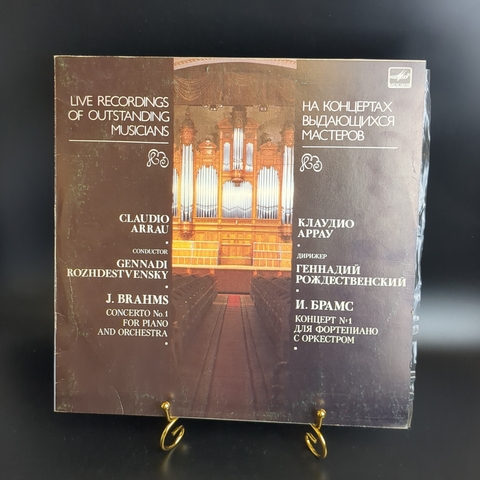 LIVE RECORDINGS
OF OUTSTANDING
MUSICIANS
CLAUDIO
ARRAU
CONDUCTOR
GENNADI
ROZHDESTVENSKY
J. BRAHMS
CONCERTO No. 1
FOR PIANO
AND ORCHESTRA
НА КОНЦЕРТАХ
ВЫДАЮЩИХСЯ
МАСТЕРОВ
КЛАУДИО
АРРАУ
ДИРИЖЕР
ГЕННАДИЙ
РОЖДЕСТВЕНСКИЙ
И. БРАМС
КОНЦЕРТ №1
ДЛЯ ФОРТЕПИАНО
С ОРКЕСТРОМ